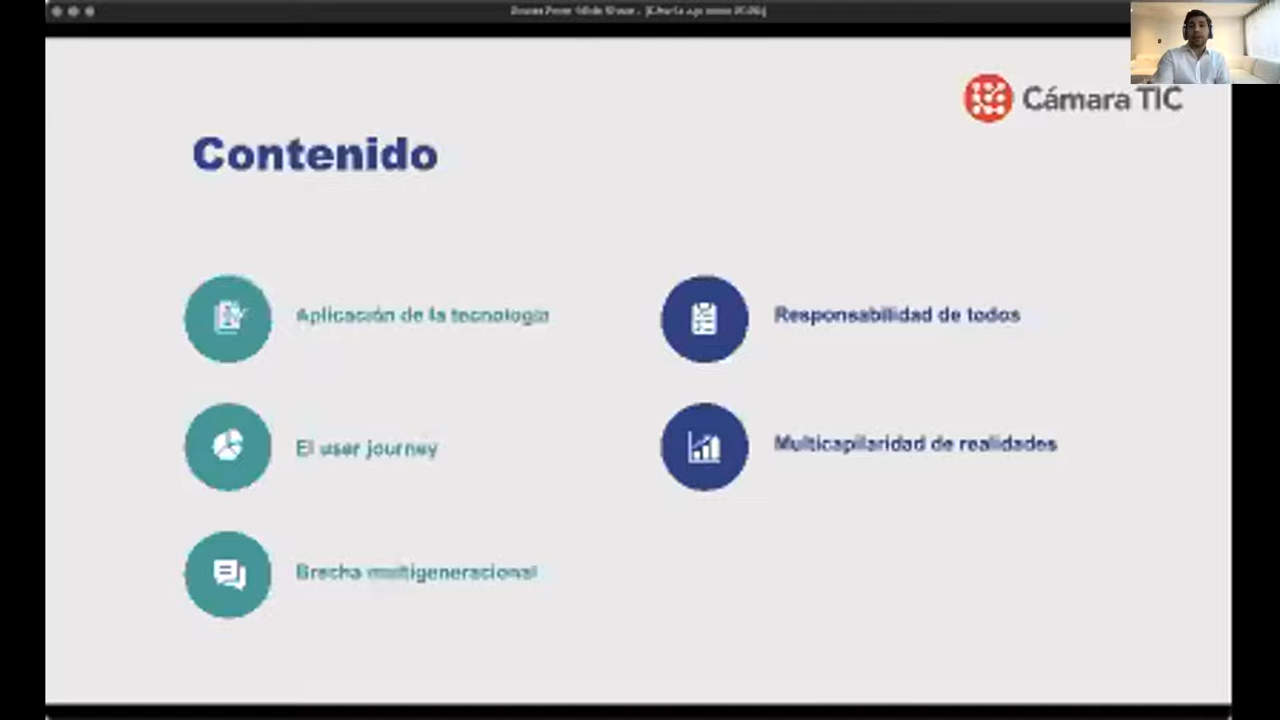 Cámara TIC
Contenido
Aplicación de la tecnología
Responsabilidad de todos
El user journey
Multicapilaridad de realidades
Brecha multigeneracional